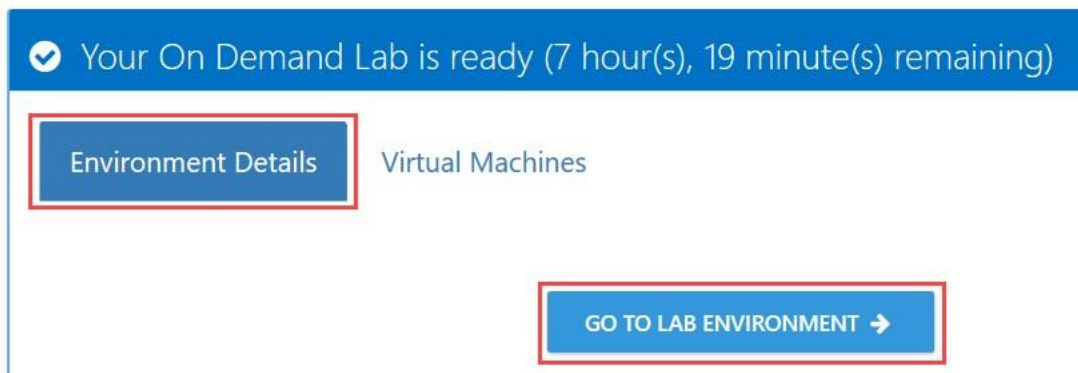 Your On Demand Lab is ready (7 hour(s), 19 minute(s) remaining)
Environment Details
Virtual Machines
GO TO LAB ENVIRONMENT